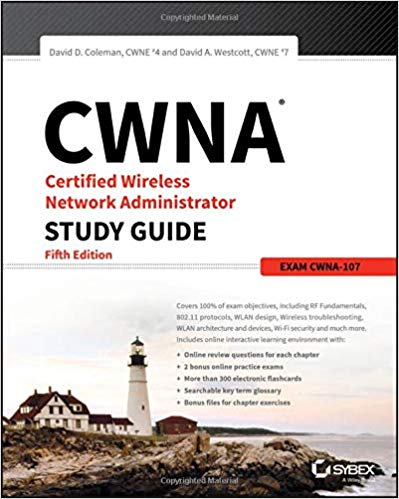 Copyrighted Material
David D. Coleman, CWNE #4 and David A. Westcott, CWNE #7
CWNA®
Certified Wireless
Network Administrator
STUDY GUIDE
Fifth Edition
EXAM CWNA-107
Covers 100% of exam objectives, including RF Fundamentals,
802.11 protocols, WLAN design, Wireless troubleshooting,
WLAN architecture and devices, Wi-Fi security and much more.
Includes online interactive learning environment with:
• Online review questions for each chapter
• 2 bonus online practice exams
• More than 300 electronic flashcards
• Searchable key term glossary
• Bonus files for chapter exercises
SYBEX
A Wiley Brand
Copyrighted Material